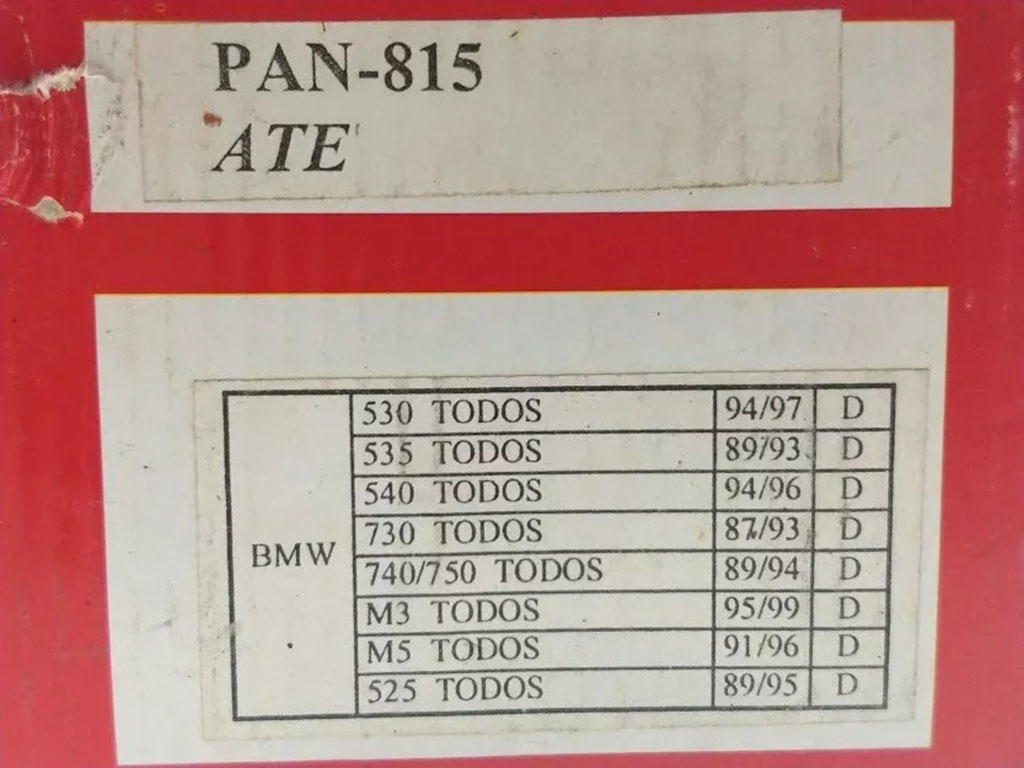 PAN-815
ATE
530 TODOS 94/97 D
535 TODOS 89/93 D
540 TODOS 94/96 D
730 TODOS 87/93 D
BMW
740/750 TODOS 89/94 D
M3 TODOS 95/99 D
M5 TODOS 91/96 D
525 TODOS 89/95 D